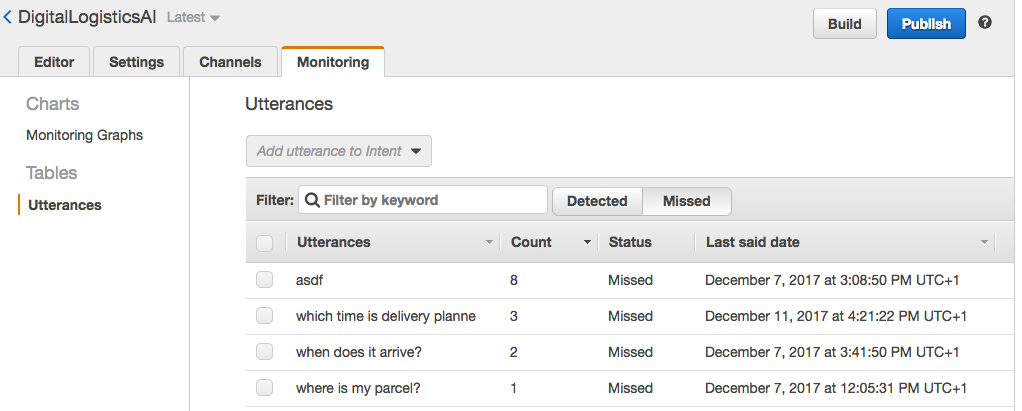 DigitalLogisticsAI Latest
Build Publish ?
Editor Settings Channels Monitoring
Charts
Monitoring Graphs
Tables
Utterances
Utterances
Add utterance to Intent
Filter: Filter by keyword Detected Missed
Utterances Count Status Last said date
asdf 8 Missed December 7, 2017 at 3:08:50 PM UTC+1
which time is delivery planne 3 Missed December 11, 2017 at 4:21:22 PM UTC+1
when does it arrive? 2 Missed December 7, 2017 at 3:41:50 PM UTC+1
where is my parcel? 1 Missed December 7, 2017 at 12:05:31 PM UTC+1